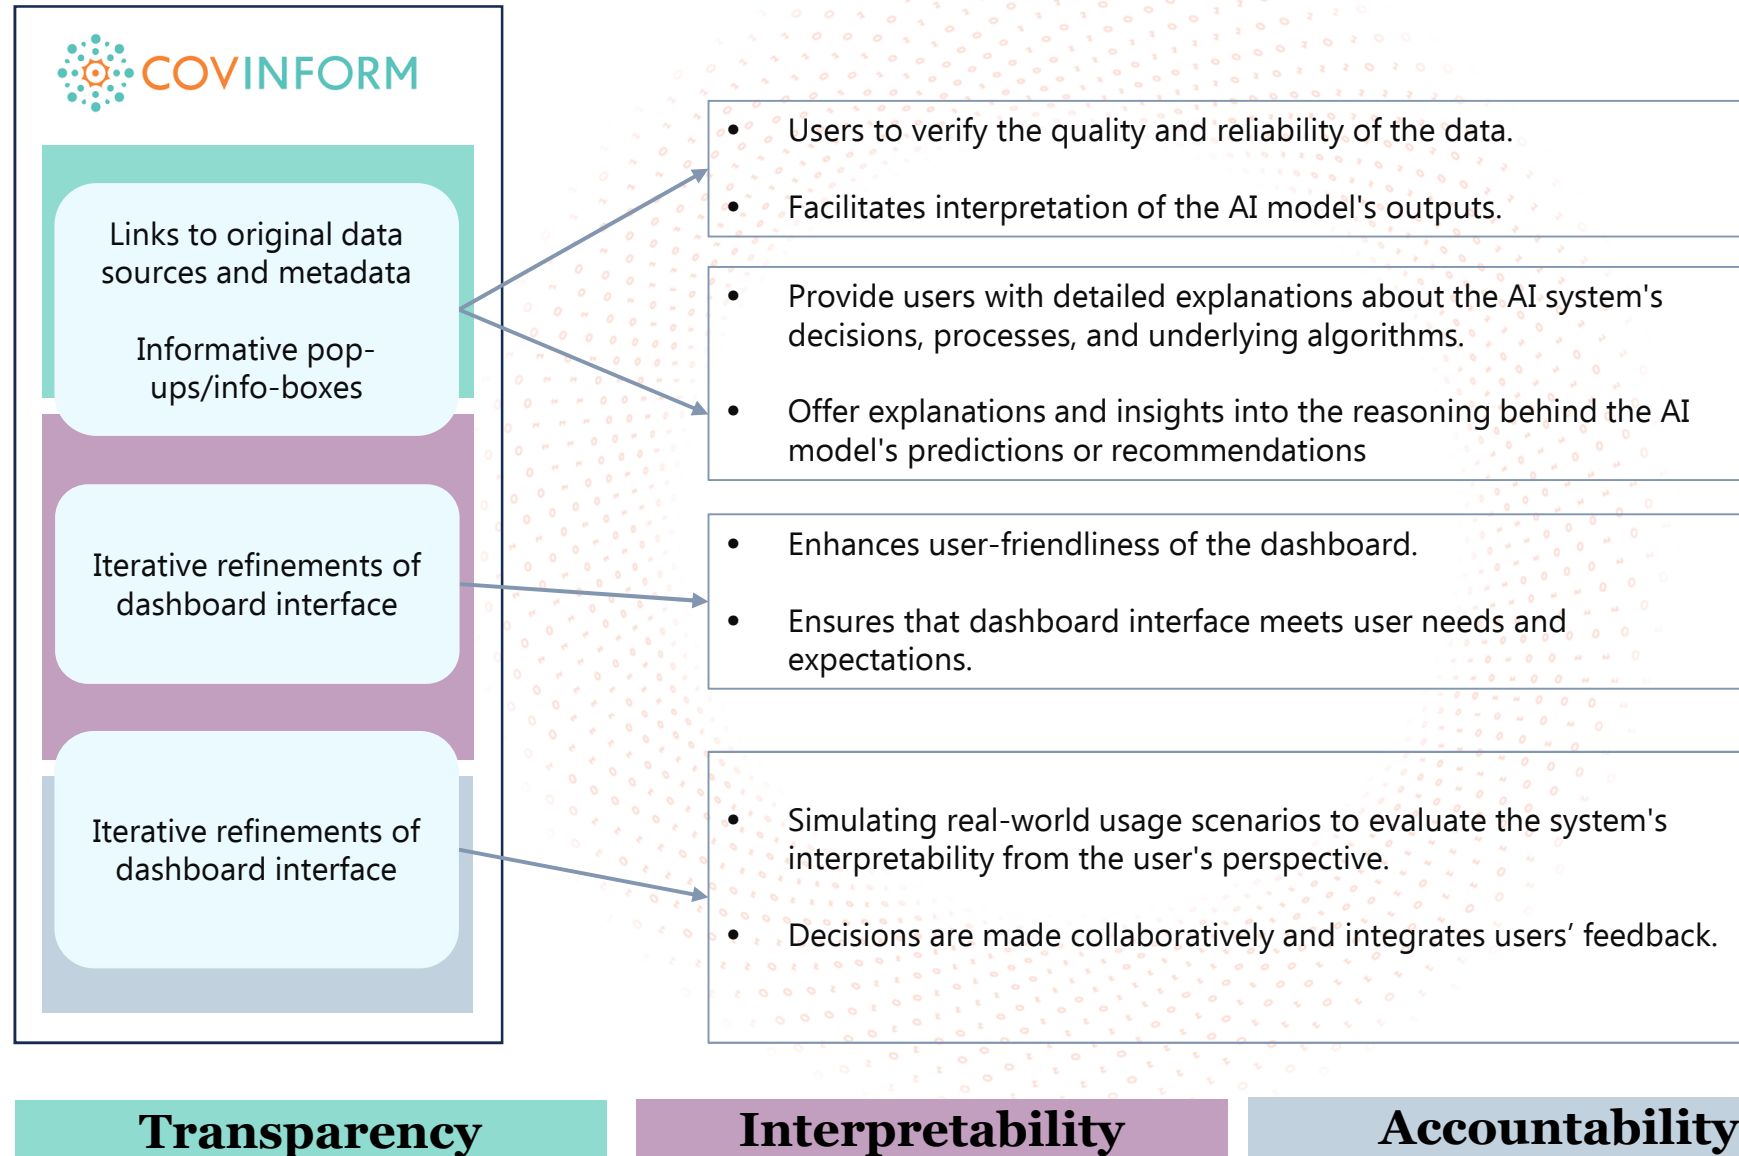 COVINFORM
Links to original data
sources and metadata
Informative pop-
ups/info-boxes
Iterative refinements of
dashboard interface
Iterative refinements of
dashboard interface
• Users to verify the quality and reliability of the data.
• Facilitates interpretation of the AI model's outputs.
• Provide users with detailed explanations about the AI system's
decisions, processes, and underlying algorithms.
• Offer explanations and insights into the reasoning behind the AI
model's predictions or recommendations
• Enhances user-friendliness of the dashboard.
• Ensures that dashboard interface meets user needs and
expectations.
• Simulating real-world usage scenarios to evaluate the system's
interpretability from the user's perspective.
• Decisions are made collaboratively and integrates users’ feedback.
Transparency
Interpretability
Accountability